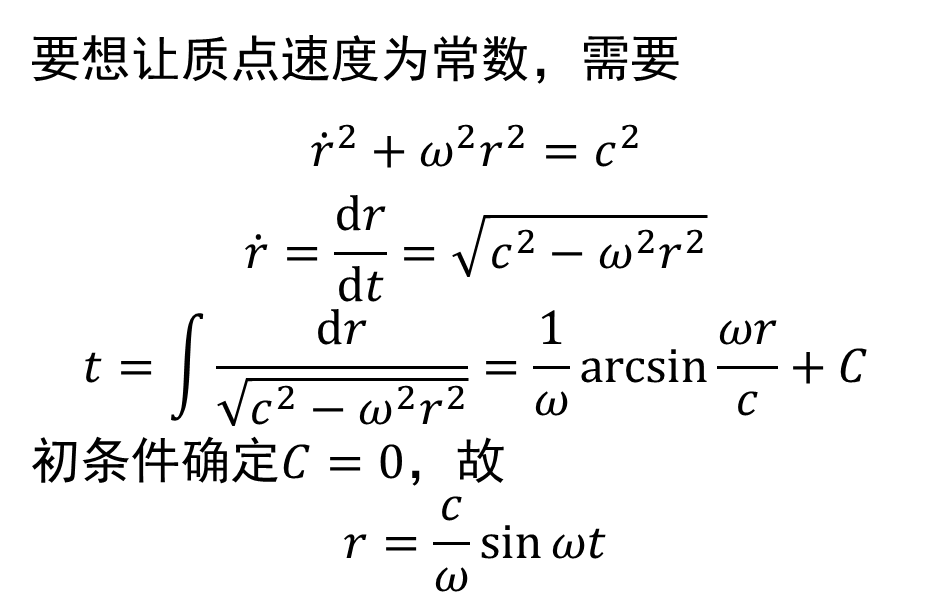 要想让质点速度为常数，需要
ṙ² + ω²r² = c²
ṙ = dr/dt = √(c² − ω²r²)
t = ∫ dr/√(c² − ω²r²) = 1/ω arcsin ωr/c + C
初条件确定C = 0，故
r = c/ω sin ωt